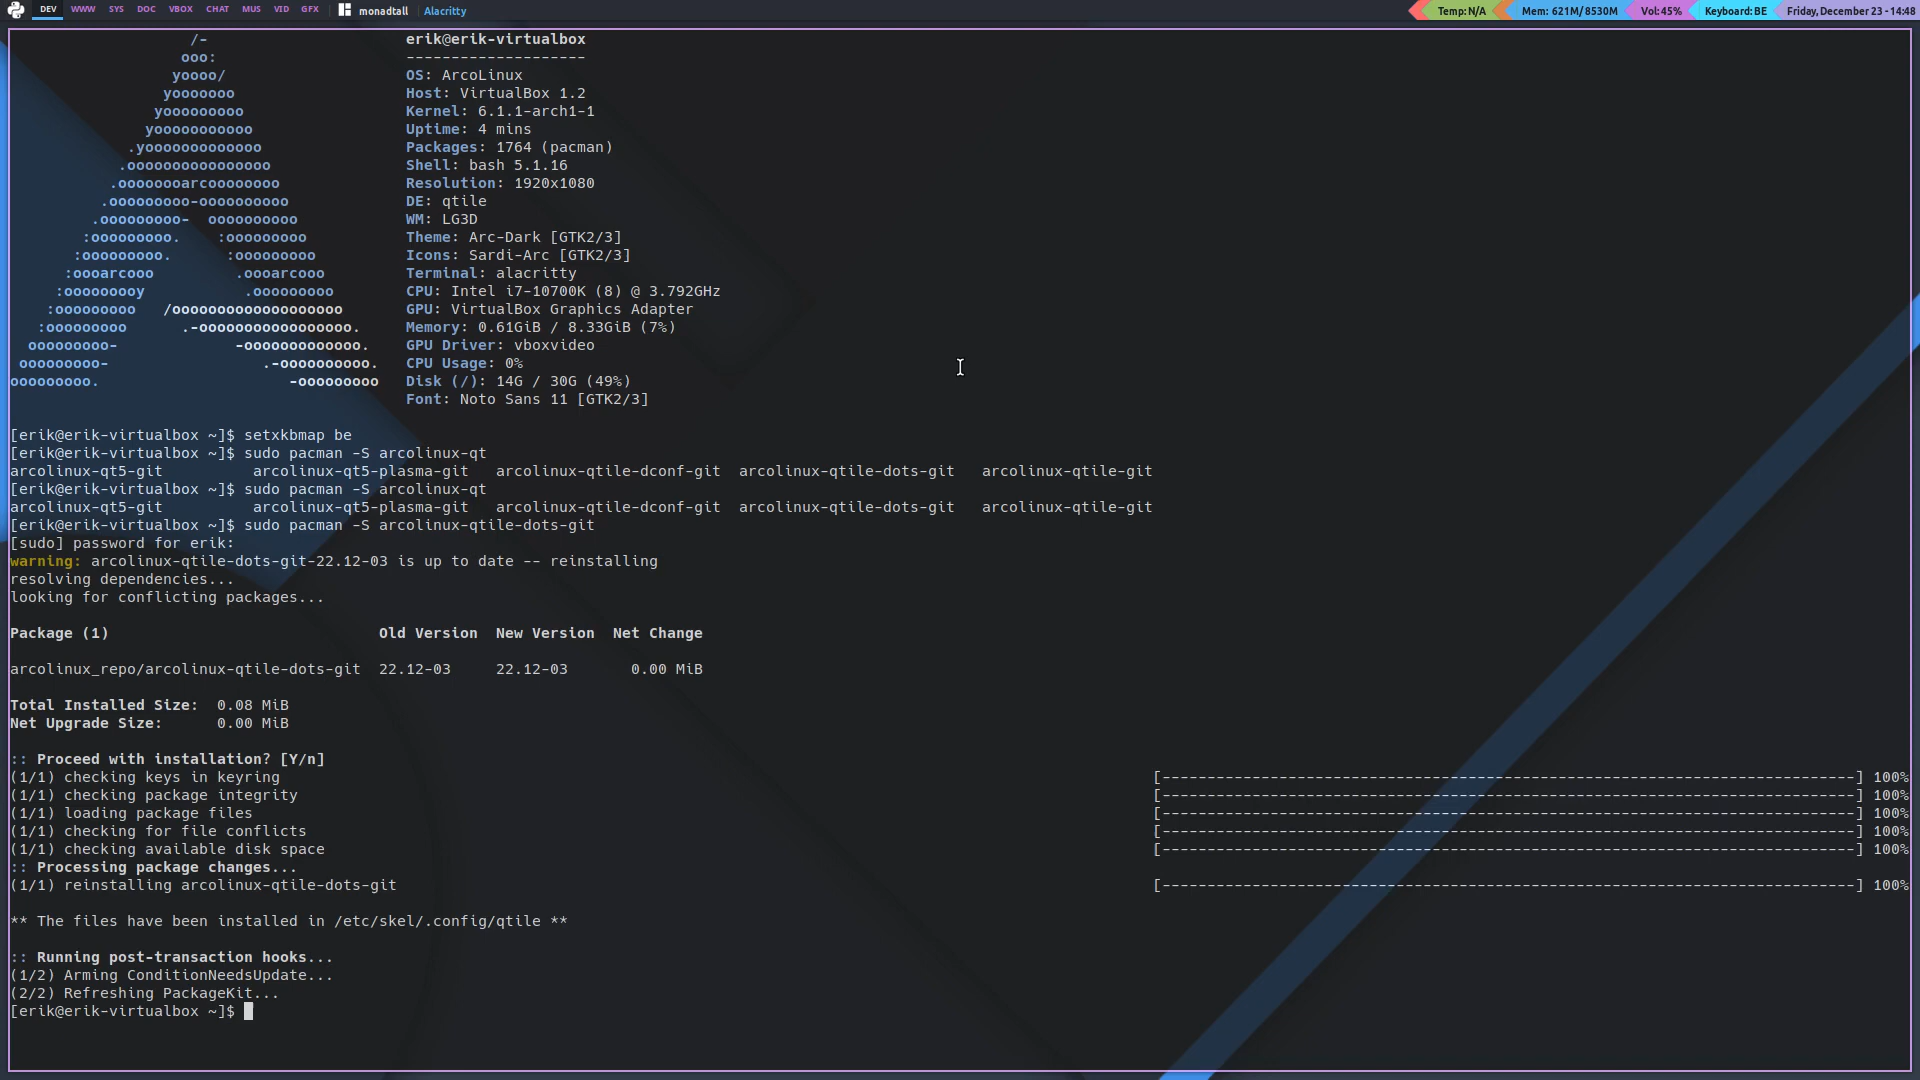 DEV WWW SYS DOC VBOX CHAT MUS VID GFX | monadtall | Alacritty Temp: N/A Mem: 621M/8530M Vol: 45% Keyboard: BE Friday, December 23 - 14:48
/- erik@erik-virtualbox
ooo: --------------------
yoooo/ OS: ArcoLinux
yooooooo Host: VirtualBox 1.2
yooooooooo Kernel: 6.1.1-arch1-1
yooooooooooo Uptime: 4 mins
.yooooooooooooo Packages: 1764 (pacman)
.oooooooooooooooo Shell: bash 5.1.16
.oooooooarcoooooooo Resolution: 1920x1080
.ooooooooo-oooooooooo DE: qtile
.ooooooooo-  oooooooooo WM: LG3D
:ooooooooo.    :ooooooooo Theme: Arc-Dark [GTK2/3]
:ooooooooo.      :ooooooooo Icons: Sardi-Arc [GTK2/3]
:oooarcooo         .oooarcooo Terminal: alacritty
:ooooooooy           .ooooooooo CPU: Intel i7-10700K (8) @ 3.792GHz
:ooooooooo   /ooooooooooooooooooo GPU: VirtualBox Graphics Adapter
:ooooooooo      .-ooooooooooooooooo. Memory: 0.61GiB / 8.33GiB (7%)
ooooooooo-             -ooooooooooooo. GPU Driver: vboxvideo
ooooooooo-                 .-oooooooooo. CPU Usage: 0%
ooooooooo.                     -ooooooooo Disk (/): 14G / 30G (49%)
Font: Noto Sans 11 [GTK2/3]
[erik@erik-virtualbox ~]$ setxkbmap be
[erik@erik-virtualbox ~]$ sudo pacman -S arcolinux-qt
arcolinux-qt5-git arcolinux-qt5-plasma-git arcolinux-qtile-dconf-git arcolinux-qtile-dots-git arcolinux-qtile-git
[erik@erik-virtualbox ~]$ sudo pacman -S arcolinux-qt
arcolinux-qt5-git arcolinux-qt5-plasma-git arcolinux-qtile-dconf-git arcolinux-qtile-dots-git arcolinux-qtile-git
[erik@erik-virtualbox ~]$ sudo pacman -S arcolinux-qtile-dots-git
[sudo] password for erik:
warning: arcolinux-qtile-dots-git-22.12-03 is up to date -- reinstalling
resolving dependencies...
looking for conflicting packages...
Package (1) Old Version New Version Net Change
arcolinux_repo/arcolinux-qtile-dots-git 22.12-03 22.12-03 0.00 MiB
Total Installed Size: 0.08 MiB
Net Upgrade Size: 0.00 MiB
:: Proceed with installation? [Y/n]
(1/1) checking keys in keyring [-----------------------------------------------------------------------------] 100%
(1/1) checking package integrity [-----------------------------------------------------------------------------] 100%
(1/1) loading package files [-----------------------------------------------------------------------------] 100%
(1/1) checking for file conflicts [-----------------------------------------------------------------------------] 100%
(1/1) checking available disk space [-----------------------------------------------------------------------------] 100%
:: Processing package changes...
(1/1) reinstalling arcolinux-qtile-dots-git [-----------------------------------------------------------------------------] 100%
** The files have been installed in /etc/skel/.config/qtile **
:: Running post-transaction hooks...
(1/2) Arming ConditionNeedsUpdate...
(2/2) Refreshing PackageKit...
[erik@erik-virtualbox ~]$